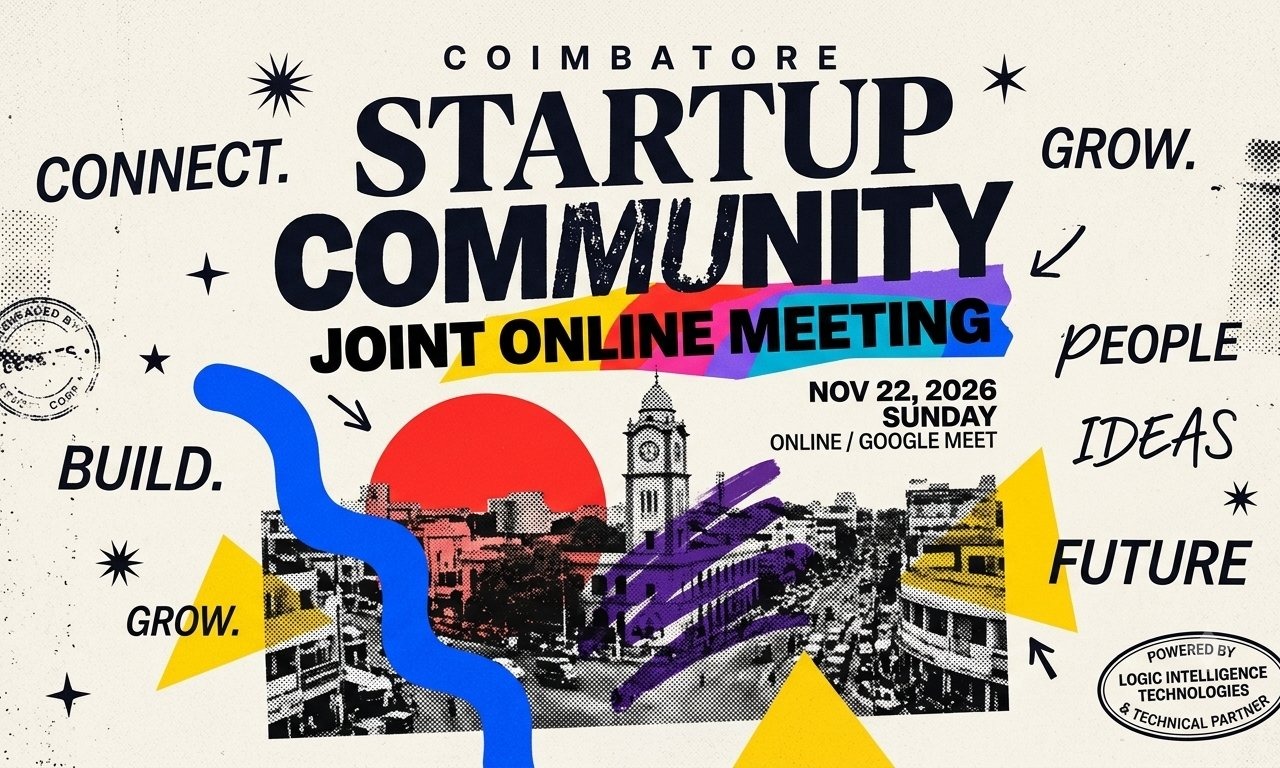 COIMBATORE
STARTUP
COMMUNITY
JOINT ONLINE MEETING
NOV 22, 2026
SUNDAY
ONLINE / GOOGLE MEET
CONNECT.
BUILD.
GROW.
GROW.
PEOPLE
IDEAS
FUTURE
POWERED BY
LOGIC INTELLIGENCE
TECHNOLOGIES
& TECHNICAL PARTNER